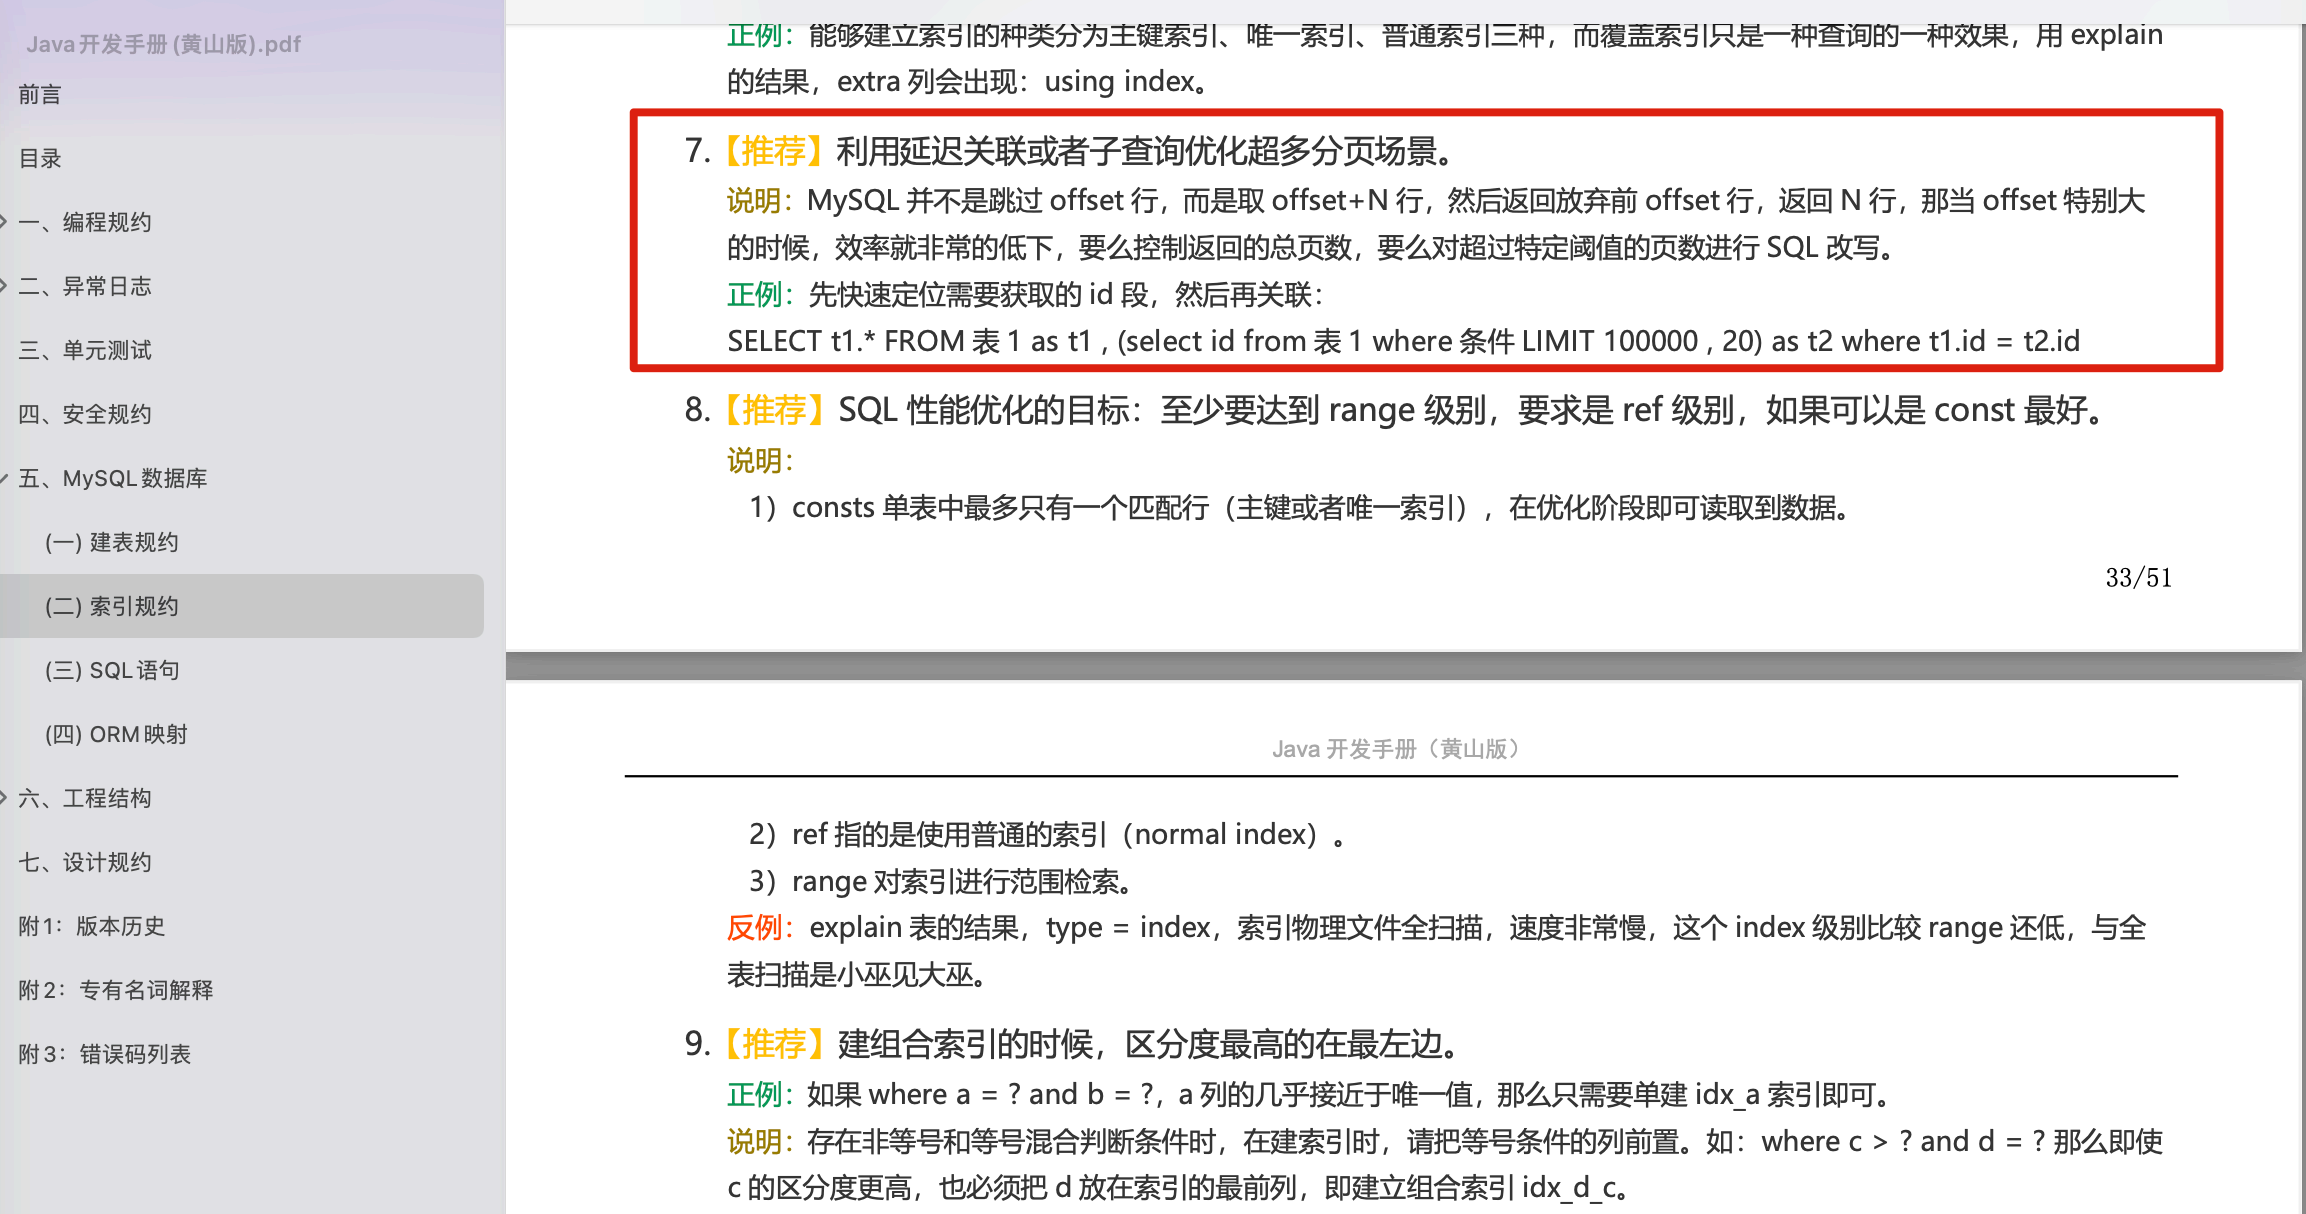 Java开发手册(黄山版).pdf
前言
目录
一、编程规约
二、异常日志
三、单元测试
四、安全规约
五、MySQL数据库
(一) 建表规约
(二) 索引规约
(三) SQL语句
(四) ORM映射
六、工程结构
七、设计规约
附1：版本历史
附2：专有名词解释
附3：错误码列表
正例：能够建立索引的种类分为主键索引、唯一索引、普通索引三种，而覆盖索引只是一种查询的一种效果，用 explain
的结果，extra 列会出现：using index。
7.【推荐】利用延迟关联或者子查询优化超多分页场景。
说明：MySQL 并不是跳过 offset 行，而是取 offset+N 行，然后返回放弃前 offset 行，返回 N 行，那当 offset 特别大
的时候，效率就非常的低下，要么控制返回的总页数，要么对超过特定阈值的页数进行 SQL 改写。
正例：先快速定位需要获取的 id 段，然后再关联：
SELECT t1.* FROM 表 1 as t1 , (select id from 表 1 where 条件 LIMIT 100000 , 20) as t2 where t1.id = t2.id
8.【推荐】SQL 性能优化的目标：至少要达到 range 级别，要求是 ref 级别，如果可以是 const 最好。
说明：
1）consts 单表中最多只有一个匹配行（主键或者唯一索引），在优化阶段即可读取到数据。
33/51
Java 开发手册（黄山版）
2）ref 指的是使用普通的索引（normal index）。
3）range 对索引进行范围检索。
反例：explain 表的结果，type = index，索引物理文件全扫描，速度非常慢，这个 index 级别比较 range 还低，与全
表扫描是小巫见大巫。
9.【推荐】建组合索引的时候，区分度最高的在最左边。
正例：如果 where a = ? and b = ?，a 列的几乎接近于唯一值，那么只需要单建 idx_a 索引即可。
说明：存在非等号和等号混合判断条件时，在建索引时，请把等号条件的列前置。如：where c > ? and d = ? 那么即使
c 的区分度更高，也必须把 d 放在索引的最前列，即建立组合索引 idx_d_c。